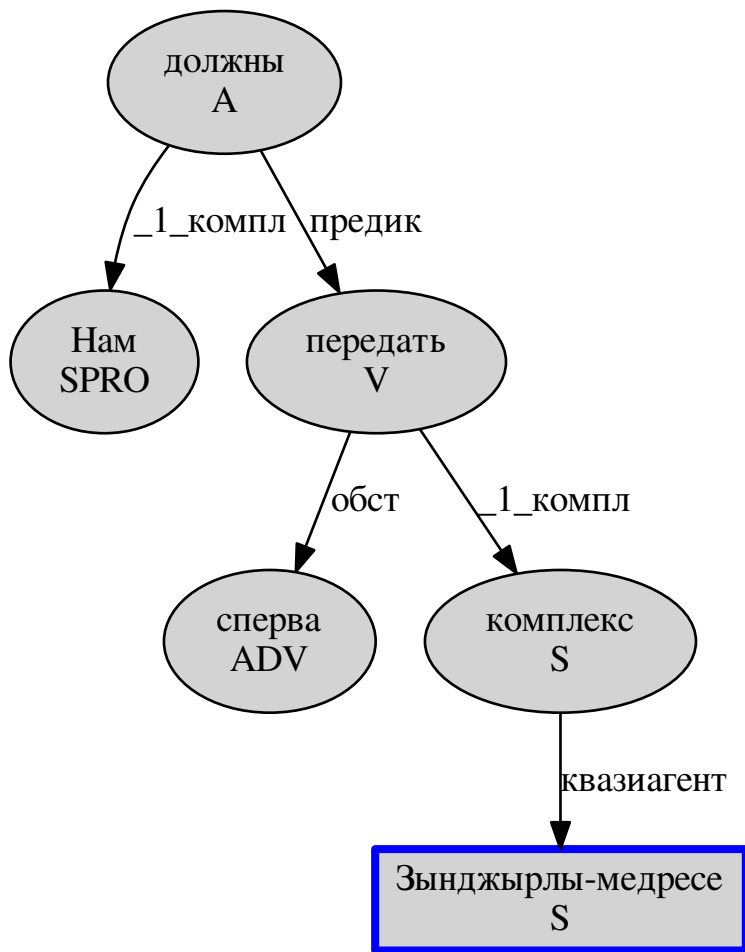 должны
A
_1_компл
предик
Нам
SPRO
передать
V
обст
_1_компл
сперва
ADV
комплекс
S
квазиагент
Зынджырлы-медресе
S